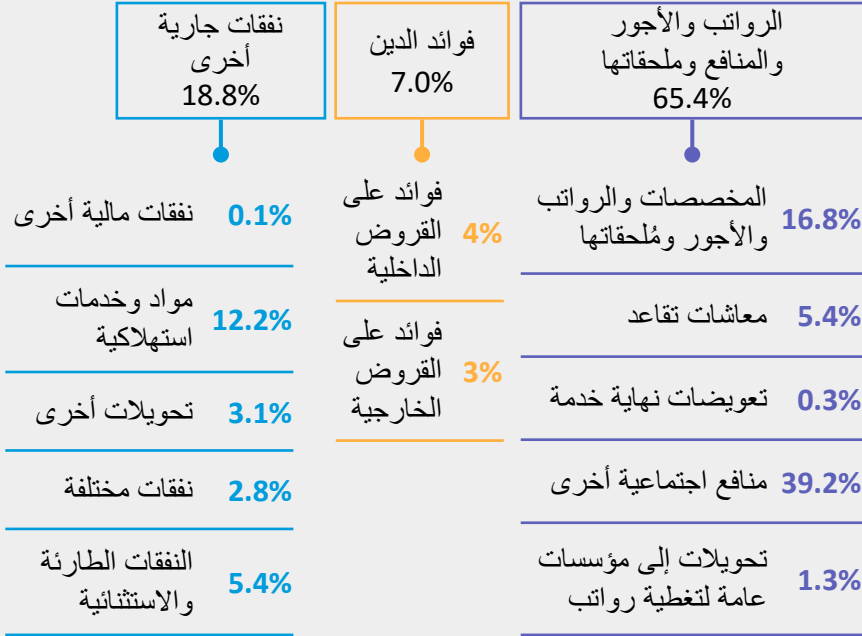 الرواتب والأجور
والمنافع وملحقاتها
65.4%
المخصصات والرواتب
والأجور ومُلحقاتها
16.8%
معاشات تقاعد
5.4%
تعويضات نهاية خدمة
0.3%
منافع اجتماعية أخرى
39.2%
تحويلات إلى مؤسسات
عامة لتغطية رواتب
1.3%
فوائد الدين
7.0%
فوائد على
القروض
الداخلية
4%
فوائد على
القروض
الخارجية
3%
نفقات جارية
أخرى
18.8%
نفقات مالية أخرى
0.1%
مواد وخدمات
استهلاكية
12.2%
تحويلات أخرى
3.1%
نفقات مختلفة
2.8%
النفقات الطارئة
والاستثنائية
5.4%